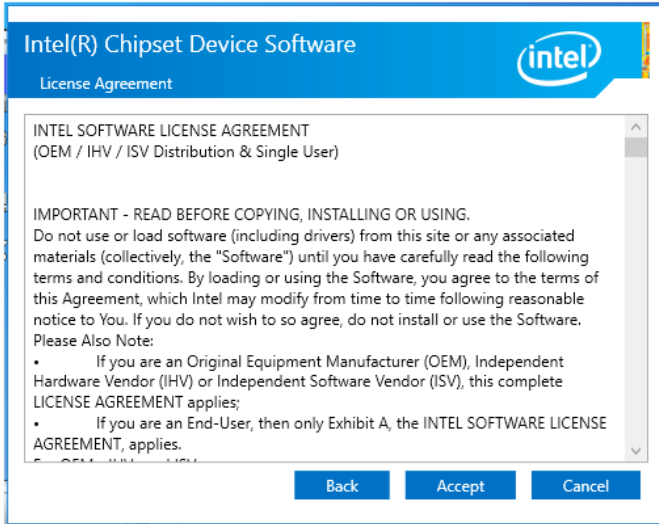 Intel(R) Chipset Device Software
intel
License Agreement
INTEL SOFTWARE LICENSE AGREEMENT
(OEM / IHV / ISV Distribution & Single User)
IMPORTANT - READ BEFORE COPYING, INSTALLING OR USING.
Do not use or load software (including drivers) from this site or any associated
materials (collectively, the "Software") until you have carefully read the following
terms and conditions. By loading or using the Software, you agree to the terms of
this Agreement, which Intel may modify from time to time following reasonable
notice to You. If you do not wish to so agree, do not install or use the Software.
Please Also Note:
• If you are an Original Equipment Manufacturer (OEM), Independent
Hardware Vendor (IHV) or Independent Software Vendor (ISV), this complete
LICENSE AGREEMENT applies;
• If you are an End-User, then only Exhibit A, the INTEL SOFTWARE LICENSE
AGREEMENT, applies.
Back Accept Cancel